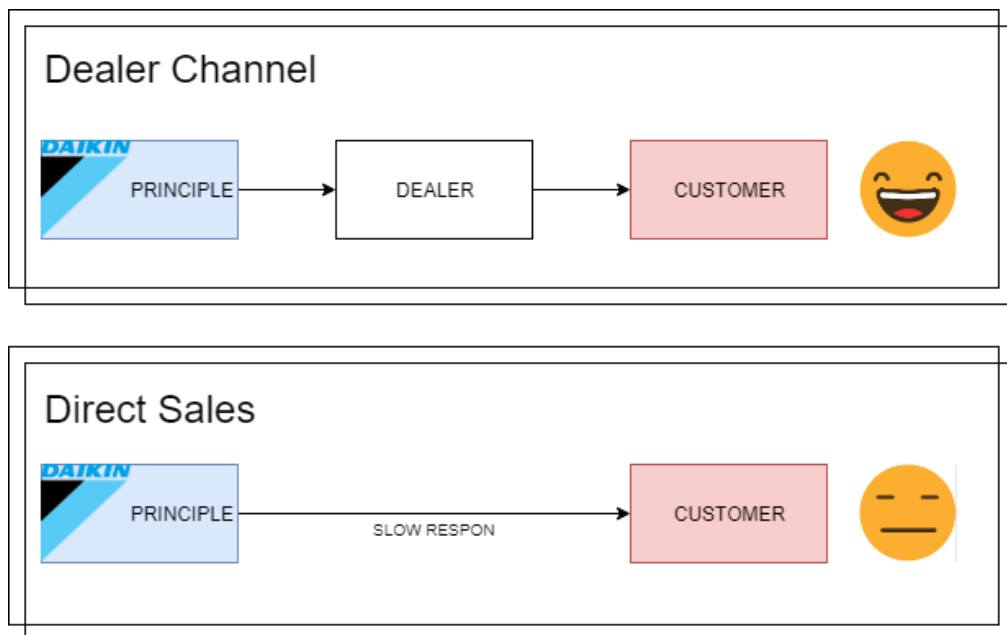 Dealer Channel
DAIKIN
PRINCIPLE
DEALER
CUSTOMER
Direct Sales
DAIKIN
PRINCIPLE
SLOW RESPON
CUSTOMER